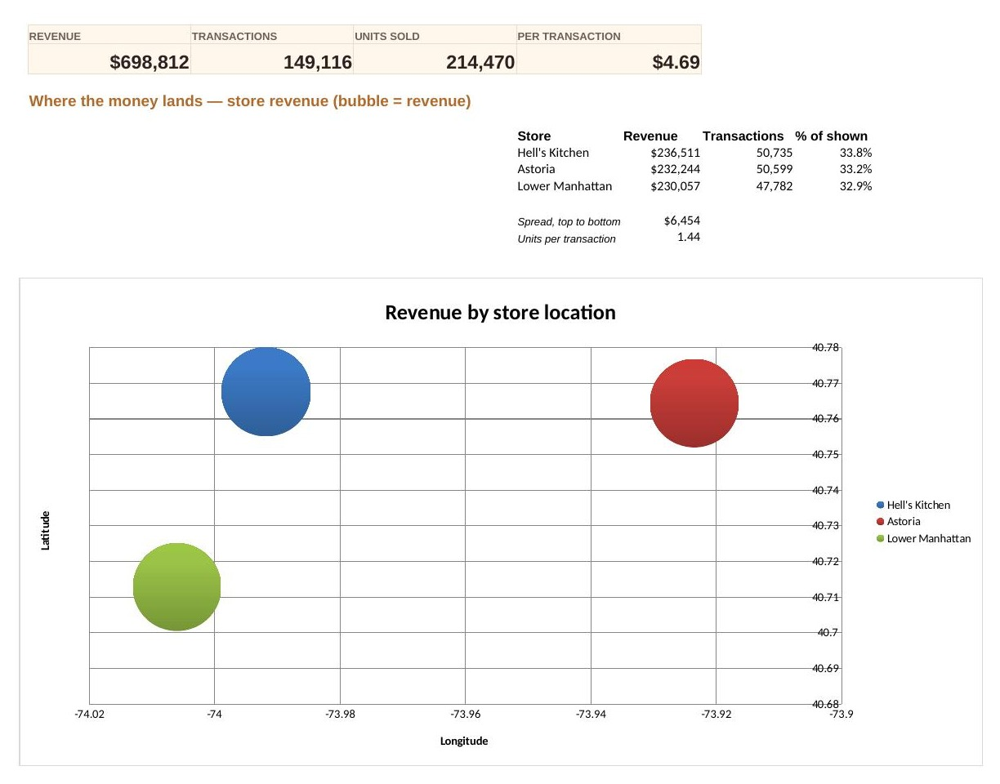 REVENUE TRANSACTIONS UNITS SOLD PER TRANSACTION
$698,812 149,116 214,470 $4.69
Where the money lands — store revenue (bubble = revenue)
Store Revenue Transactions % of shown
Hell's Kitchen $236,511 50,735 33.8%
Astoria $232,244 50,599 33.2%
Lower Manhattan $230,057 47,782 32.9%
Spread, top to bottom $6,454
Units per transaction 1.44
Revenue by store location
40.78
40.77
40.76
40.75
40.74
40.73
40.72
40.71
40.7
40.69
40.68
Latitude
-74.02 -74 -73.98 -73.96 -73.94 -73.92 -73.9
Longitude
Hell's Kitchen
Astoria
Lower Manhattan